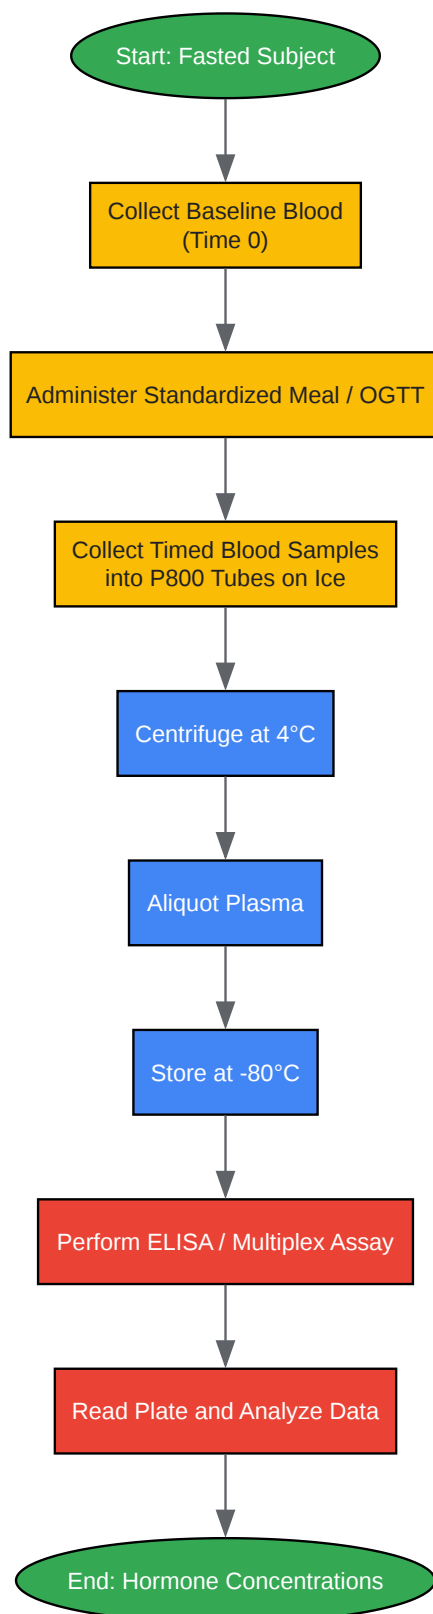 Start: Fasted Subject
Collect Baseline Blood
(Time 0)
Administer Standardized Meal / OGTT
Collect Timed Blood Samples
into P800 Tubes on Ice
Centrifuge at 4°C
Aliquot Plasma
Store at -80°C
Perform ELISA / Multiplex Assay
Read Plate and Analyze Data
End: Hormone Concentrations